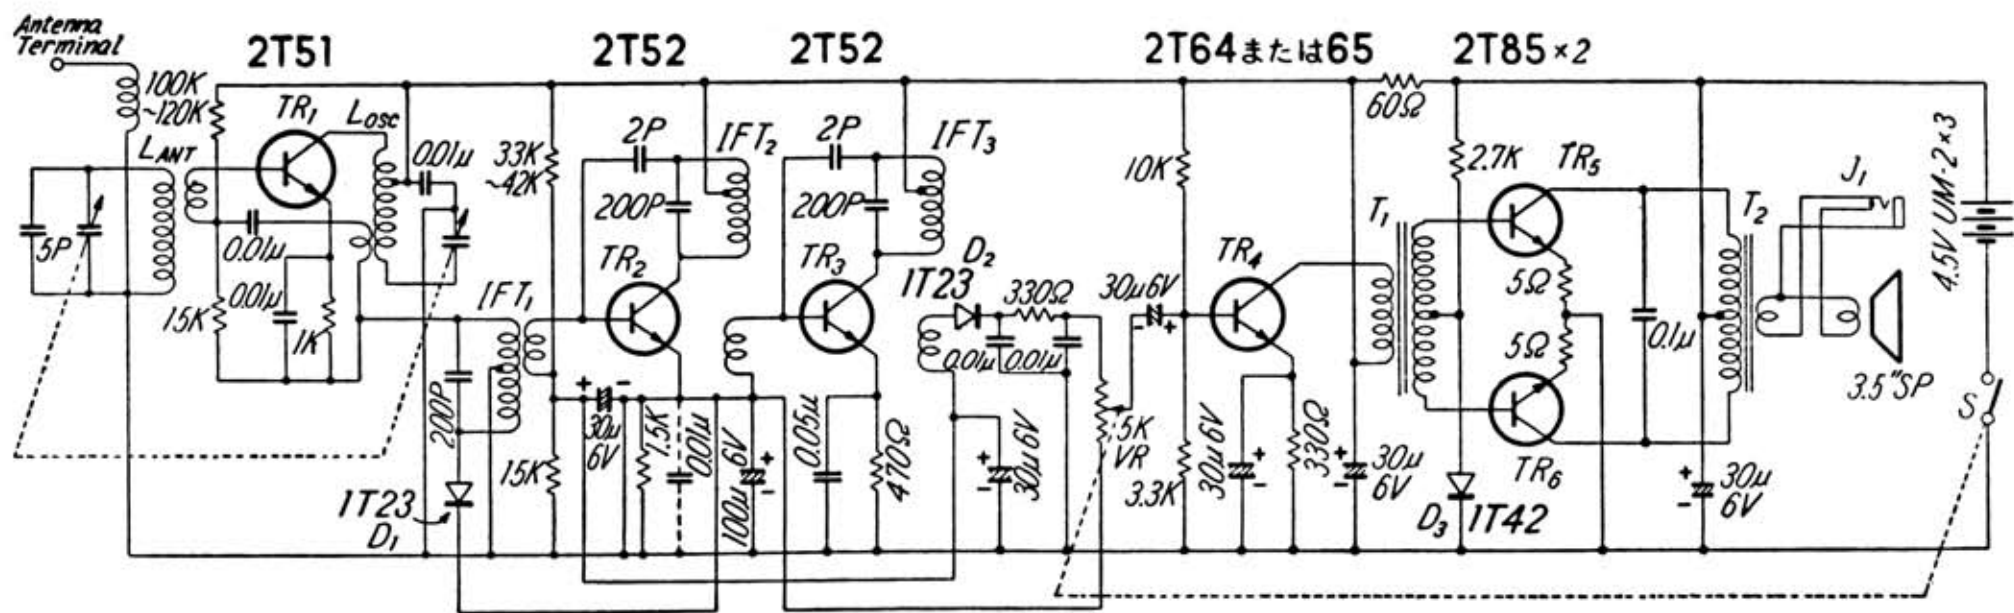 Antenna
Terminal
2T51
2T52
2T52
2T64または65
2T85×2
100K
~120K
TR1
LOSC
LANT
0.01μ
33K
~42K
2P
IFT2
2P
IFT3
60Ω
10K
2.7K
TR5
J1
5P
0.01μ
200P
200P
TR2
TR3
D2
1T23
330Ω
30μ6V
TR4
T1
5Ω
T2
4.5V UM-2×3
15K
0.01μ
1K
IFT1
0.01μ
0.01μ
5Ω
0.1μ
3.5"SP
S
200P
30μ
6V
1.5K
0.01μ
100μ 6V
0.05μ
470Ω
30μ6V
5K
VR
3.3K
30μ6V
330Ω
30μ
6V
TR6
30μ
6V
15K
1T23
D1
D3
1T42